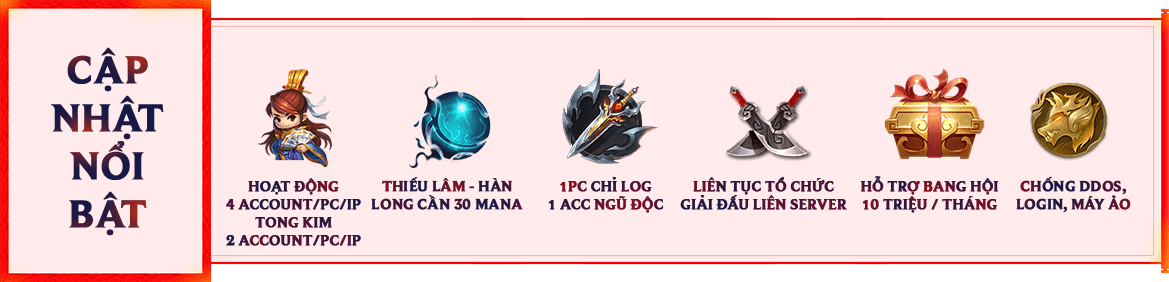 CẬP
NHẬT
NỔI
BẬT
HOẠT ĐỘNG
4 ACCOUNT/PC/IP
TONG KIM
2 ACCOUNT/PC/IP
THIẾU LÂM - HÀN
LONG CẦN 30 MANA
1PC CHỈ LOG
1 ACC NGŨ ĐỘC
LIÊN TỤC TỔ CHỨC
GIẢI ĐẤU LIÊN SERVER
HỖ TRỢ BANG HỘI
10 TRIỆU / THÁNG
CHỐNG DDOS,
LOGIN, MÁY ẢO